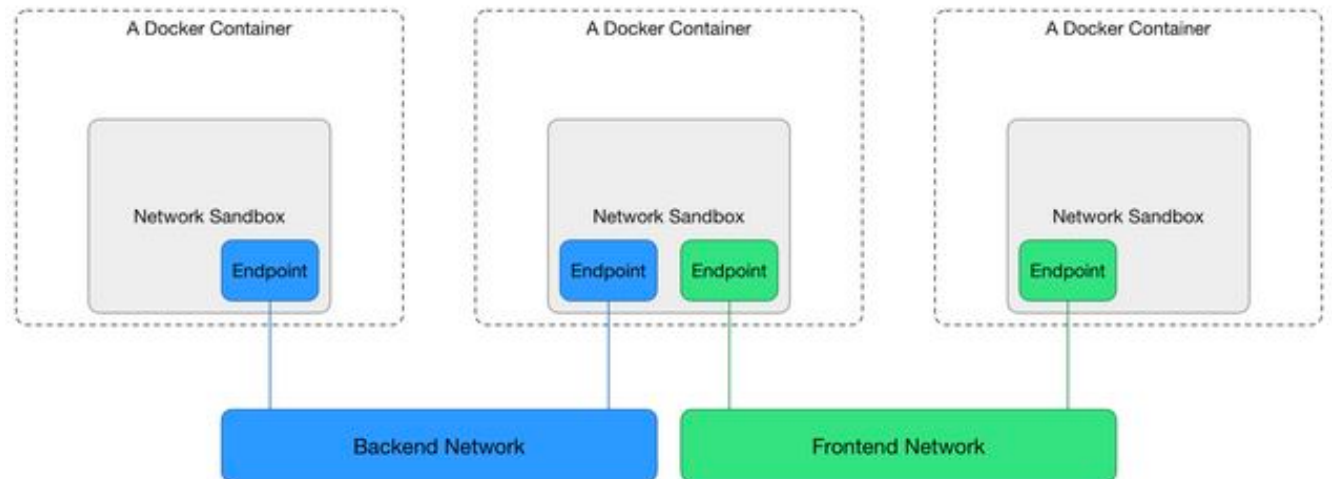 A Docker Container
A Docker Container
A Docker Container
Network Sandbox
Network Sandbox
Network Sandbox
Endpoint
Endpoint
Endpoint
Endpoint
Backend Network
Frontend Network